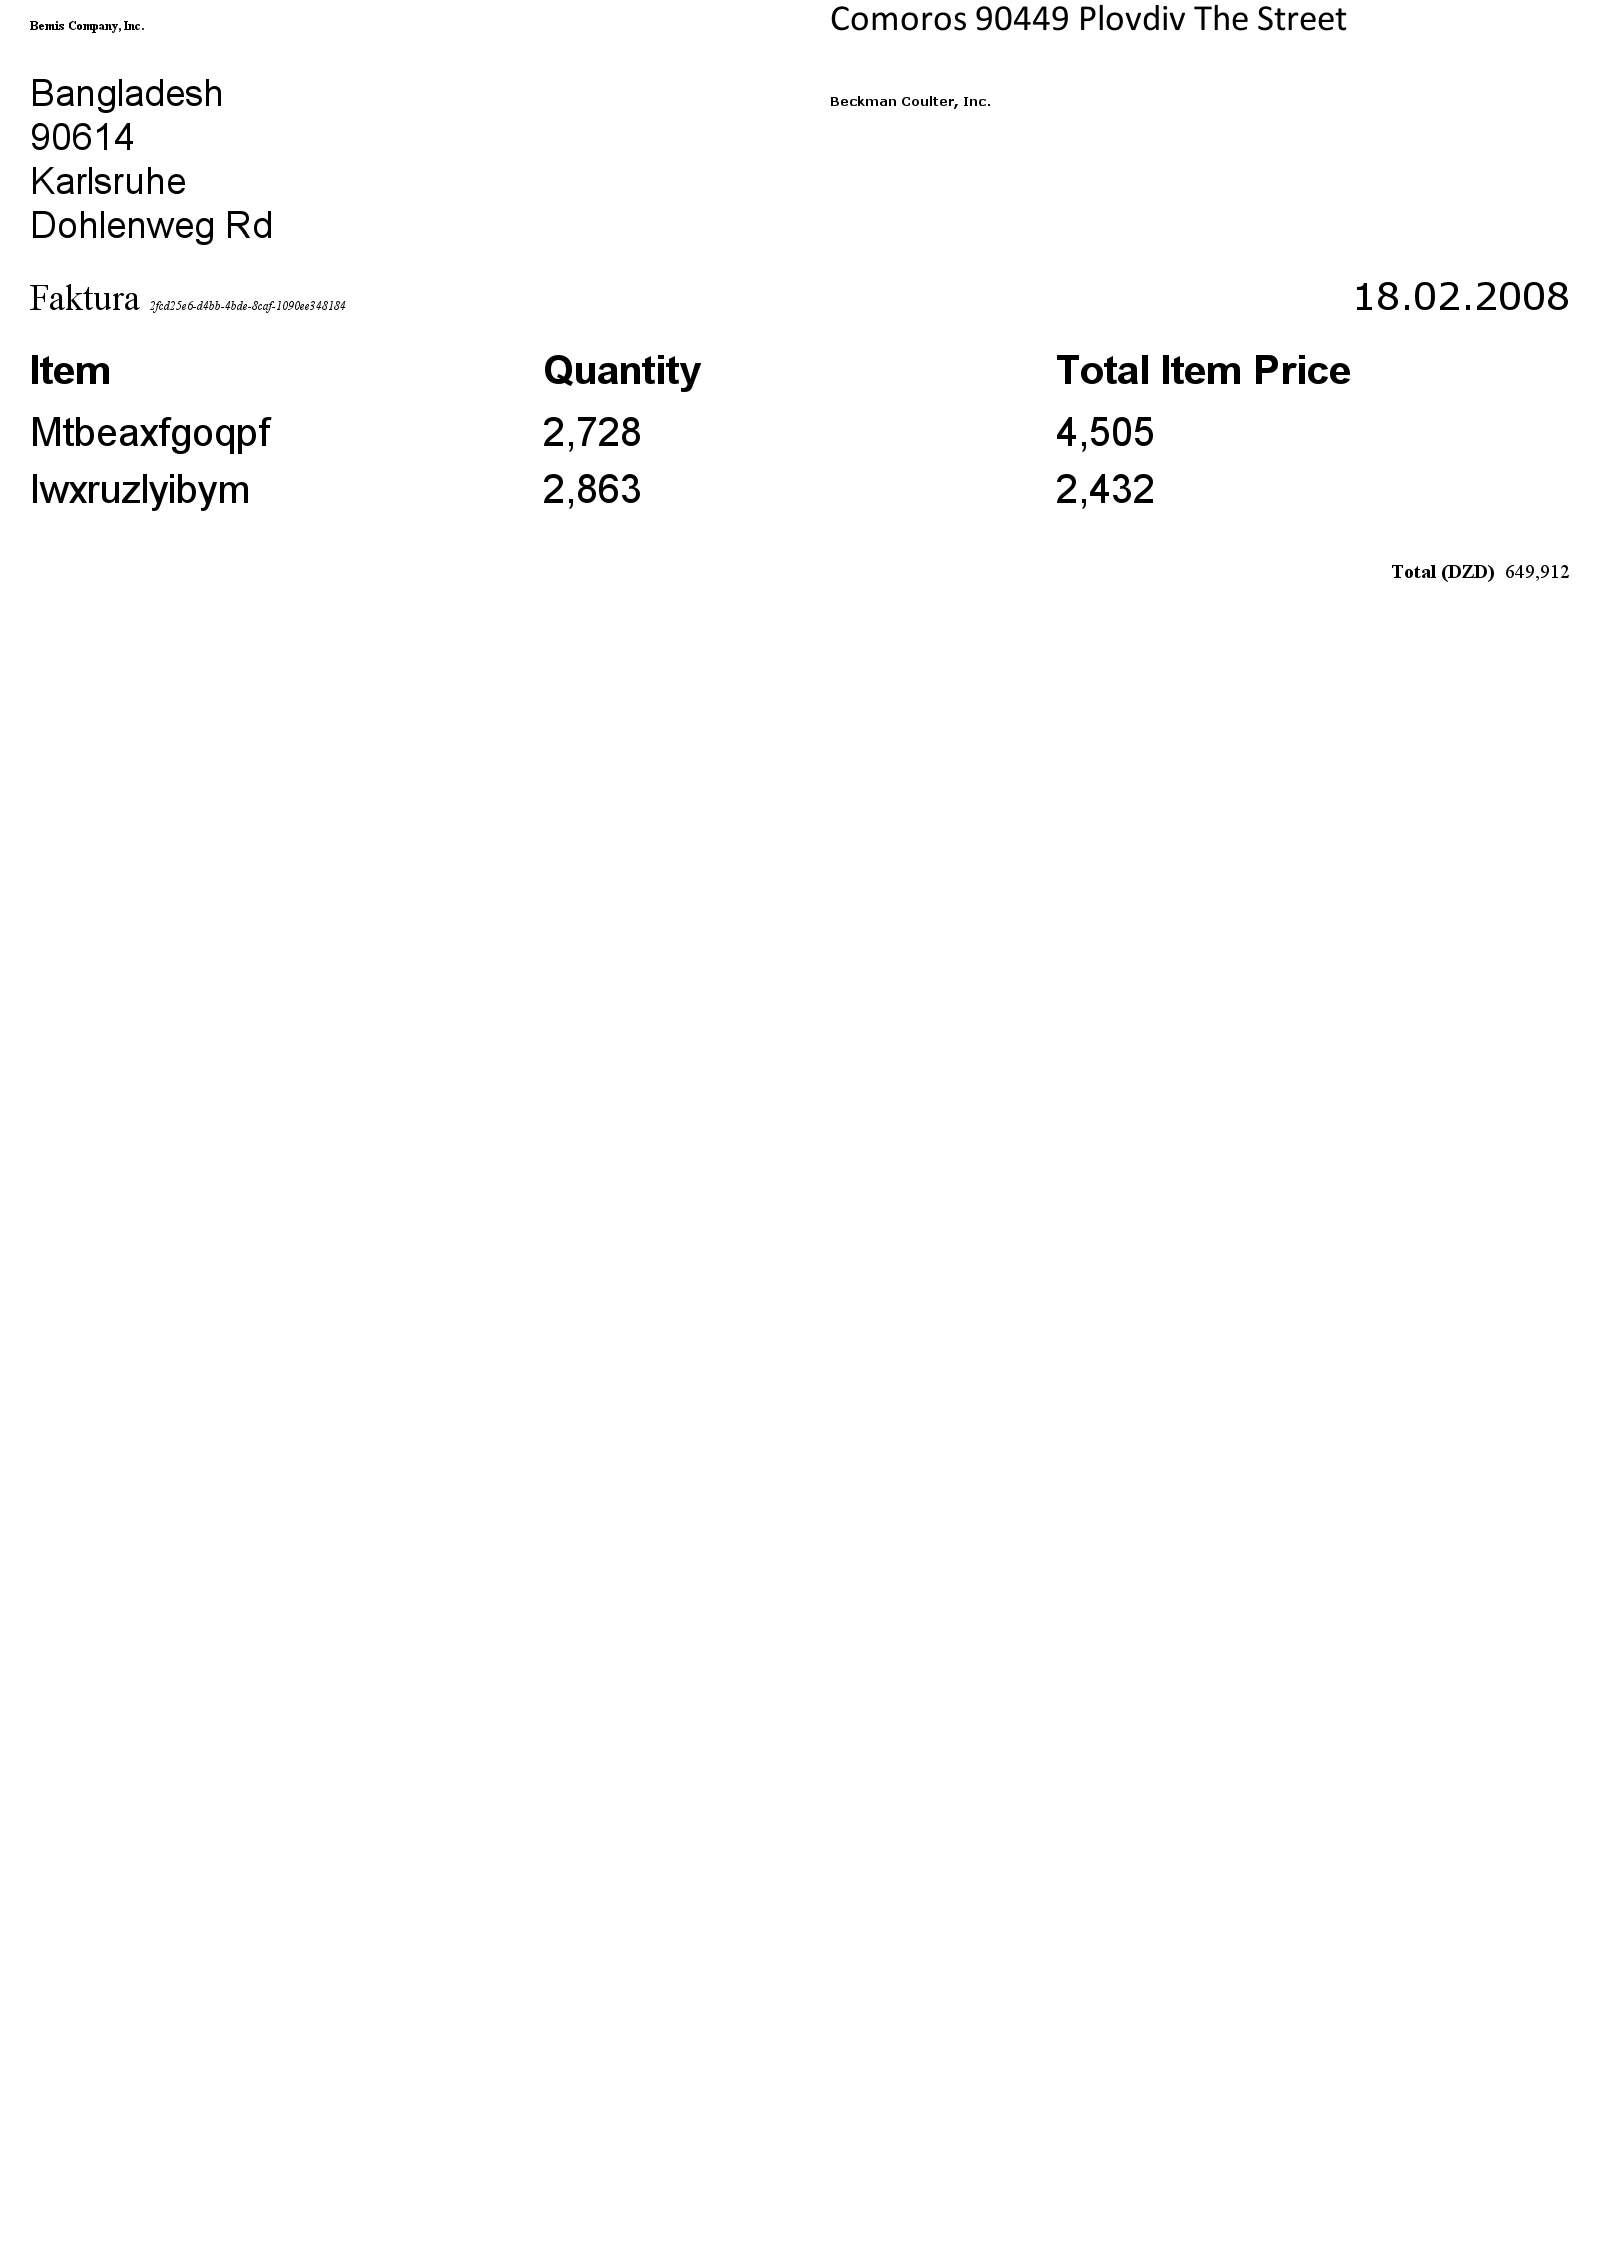 Bemis Company, Inc.
Bangladesh
90614
Karlsruhe
Dohlenweg Rd
Comoros 90449 Plovdiv The Street
Beckman Coulter, Inc.
Faktura 2fcd25e6-d4bb-4bde-8caf-1090ee348184
18.02.2008
Item Quantity Total Item Price
Mtbeaxfgoqpf 2,728 4,505
Iwxruzlyibym 2,863 2,432
Total (DZD) 649,912